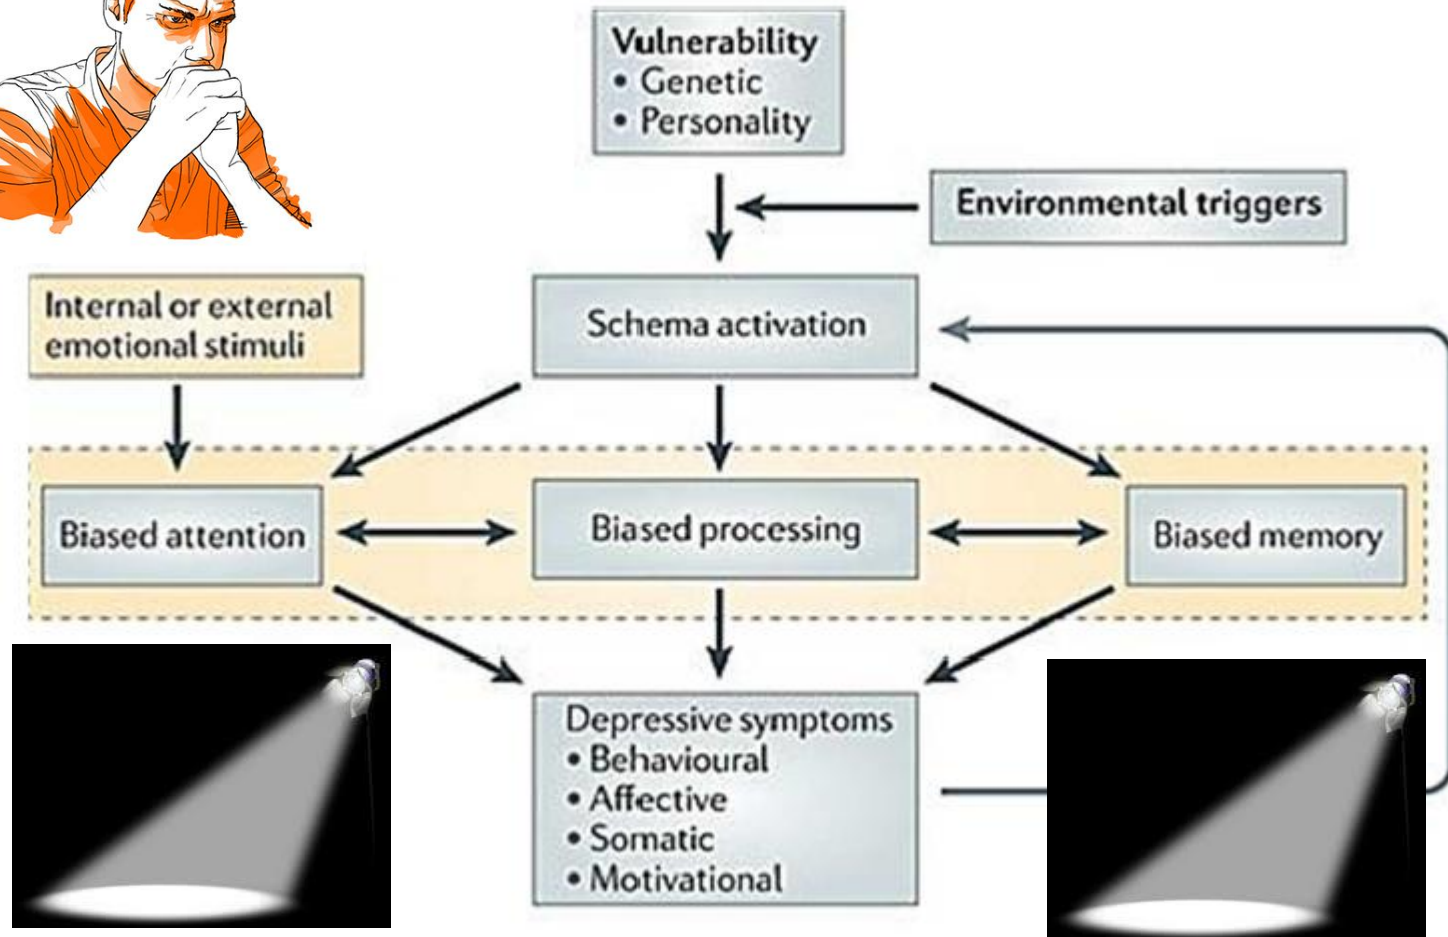 Vulnerability
• Genetic
• Personality
Environmental triggers
Internal or external
emotional stimuli
Schema activation
Biased attention
Biased processing
Biased memory
Depressive symptoms
• Behavioural
• Affective
• Somatic
• Motivational